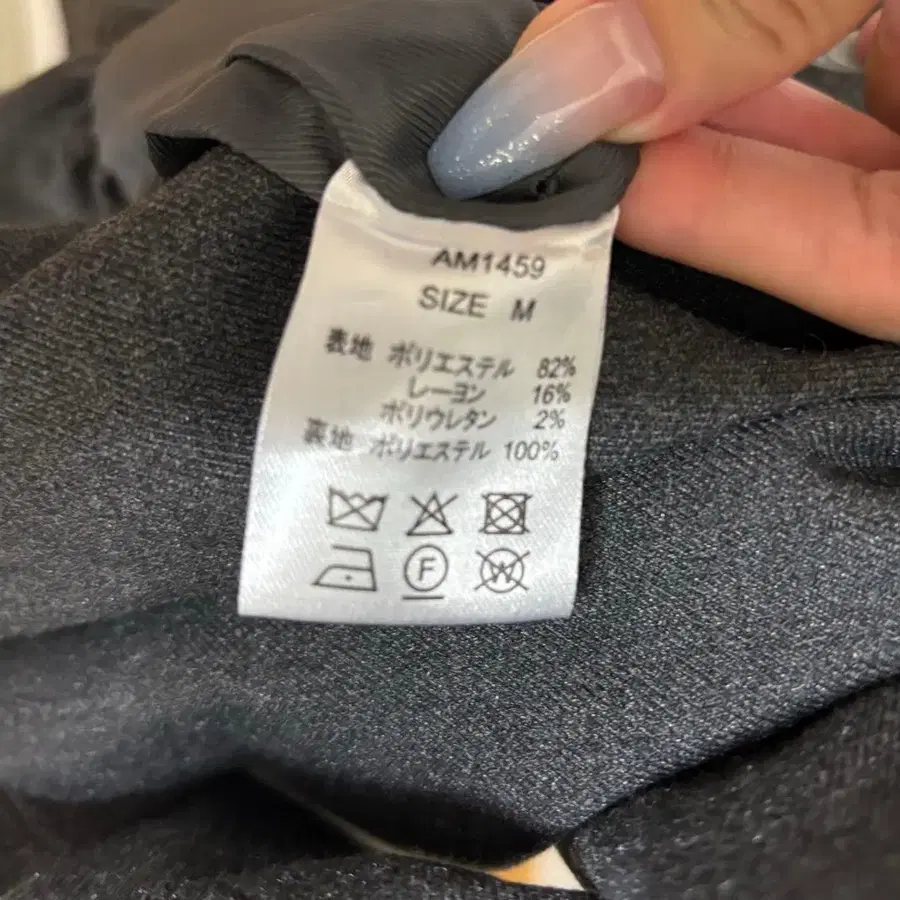 AM1459
SIZE M
表地 ポリエステル 82%
レーヨン 16%
ポリウレタン 2%
裏地 ポリエステル 100%
F W